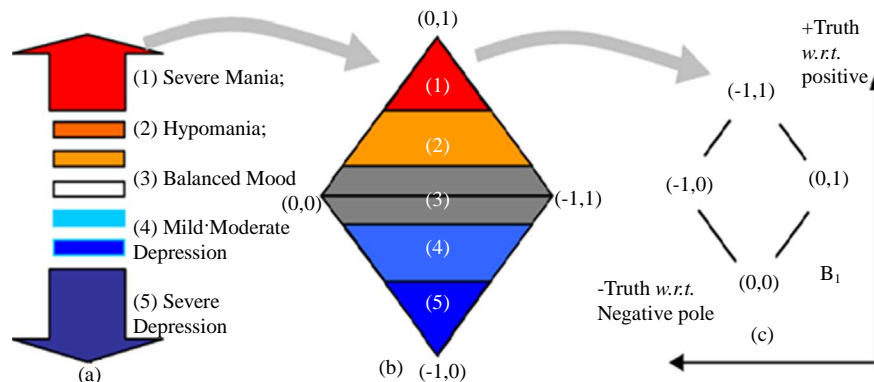 (1) Severe Mania;
(2) Hypomania;
(3) Balanced Mood
(4) Mild·Moderate
Depression
(5) Severe
Depression
(a)
(0,1)
(1)
(2)
(3)
(0,0)
(-1,1)
(4)
(5)
(b)
(-1,0)
+Truth
w.r.t.
positive
(-1,1)
(-1,0)
(0,1)
(0,0)
B₁
-Truth w.r.t.
Negative pole
(c)